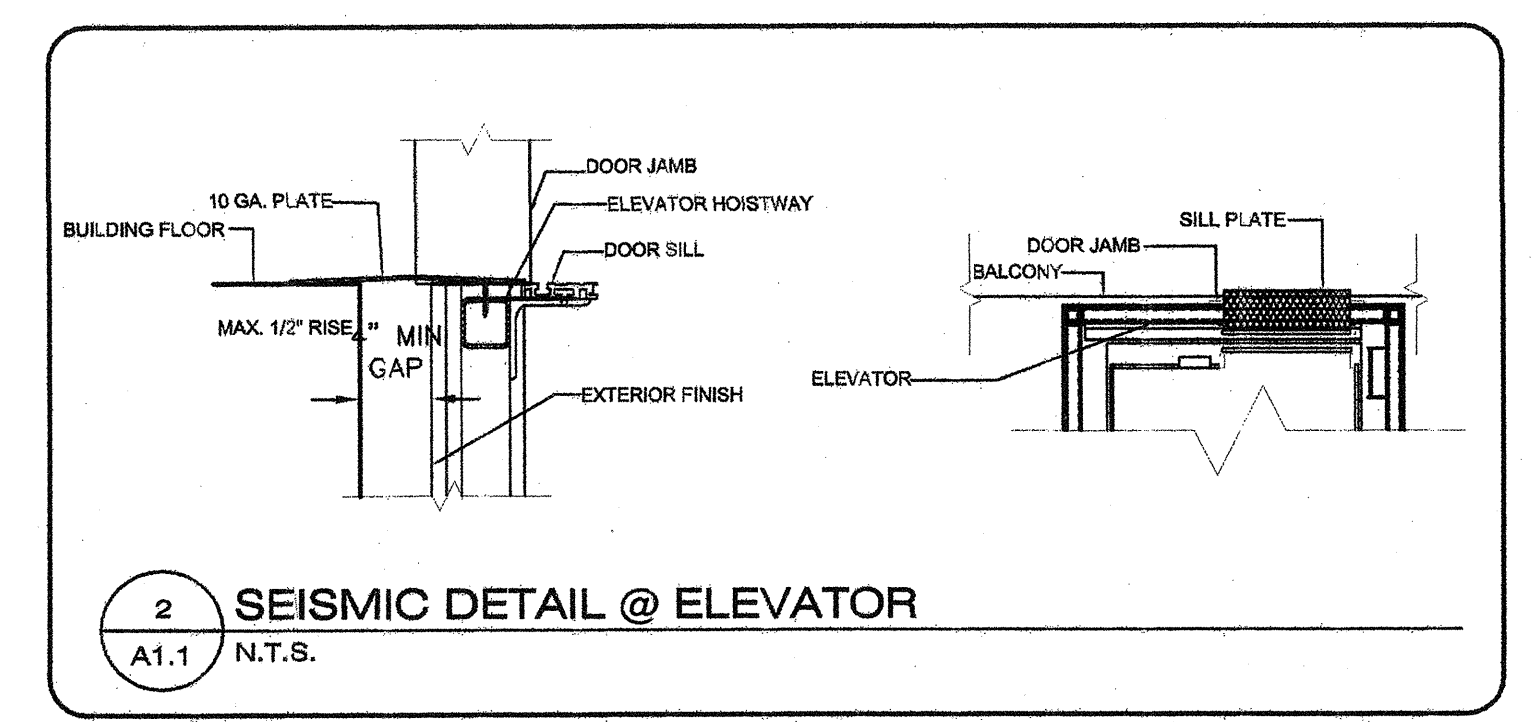 DOOR JAMB
10 GA. PLATE
ELEVATOR HOISTWAY
BUILDING FLOOR
DOOR SILL
MAX. 1/2" RISE
4" MIN
GAP
EXTERIOR FINISH
SILL PLATE
DOOR JAMB
BALCONY
ELEVATOR
2
SEISMIC DETAIL @ ELEVATOR
A1.1
N.T.S.